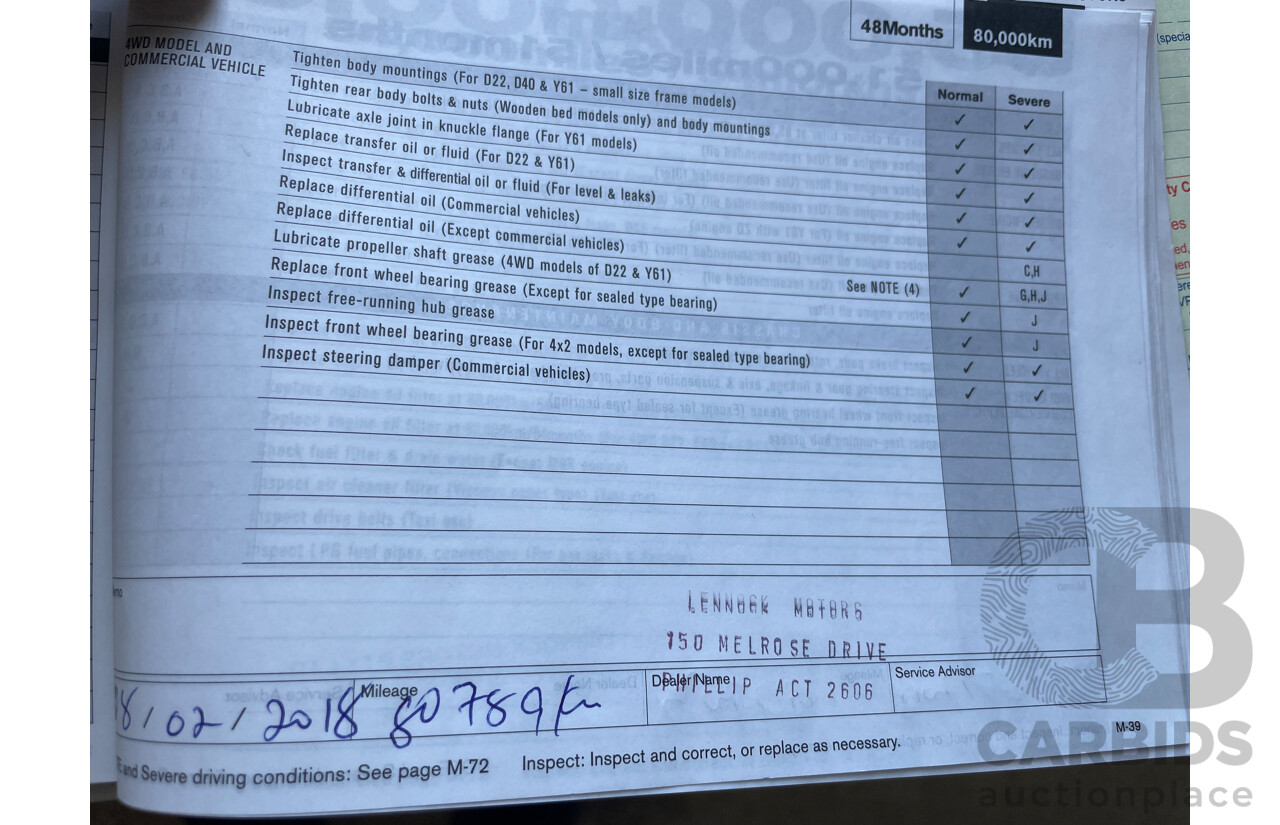 48Months
80,000km
4WD MODEL AND
COMMERCIAL VEHICLE
Normal Severe
Tighten body mountings (For D22, D40 & Y61 – small size frame models) ✓ ✓
Tighten rear body bolts & nuts (Wooden bed models only) and body mountings ✓ ✓
Lubricate axle joint in knuckle flange (For Y61 models) ✓ ✓
Replace transfer oil or fluid (For D22 & Y61) ✓ ✓
Inspect transfer & differential oil or fluid (For level & leaks) ✓ ✓
Replace differential oil (Commercial vehicles) ✓ ✓
Replace differential oil (Except commercial vehicles) C,H
Lubricate propeller shaft grease (4WD models of D22 & Y61) See NOTE (4) ✓ G,H,J
Replace front wheel bearing grease (Except for sealed type bearing) ✓ J
Inspect free-running hub grease ✓ J
Inspect front wheel bearing grease (For 4x2 models, except for sealed type bearing) ✓ ✓
Inspect steering damper (Commercial vehicles) ✓ ✓
LENNOCK MOTORS
150 MELROSE DRIVE
PHILLIP ACT 2606
8/02/2018
Mileage
80789km
Dealer Name
Service Advisor
and Severe driving conditions: See page M-72
Inspect: Inspect and correct, or replace as necessary.
M-39
(specia
ty C
es
ed,
CARBIDS
auctionplace